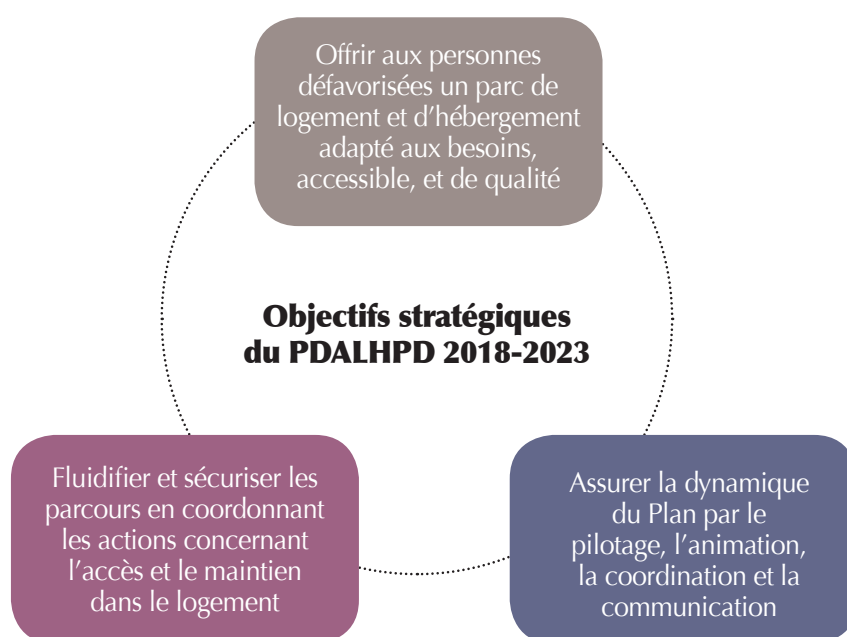 Offrir aux personnes
défavorisées un parc de
logement et d’hébergement
adapté aux besoins,
accessible, et de qualité
Objectifs stratégiques
du PDALHPD 2018-2023
Fluidifier et sécuriser les
parcours en coordonnant
les actions concernant
l’accès et le maintien
dans le logement
Assurer la dynamique
du Plan par le
pilotage, l’animation,
la coordination et la
communication